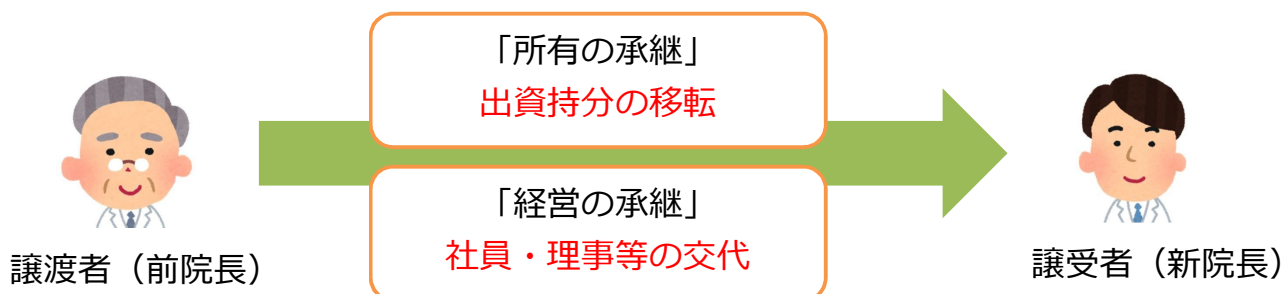 「所有の承継」
出資持分の移転
「経営の承継」
社員・理事等の交代
譲渡者（前院長）
譲受者（新院長）